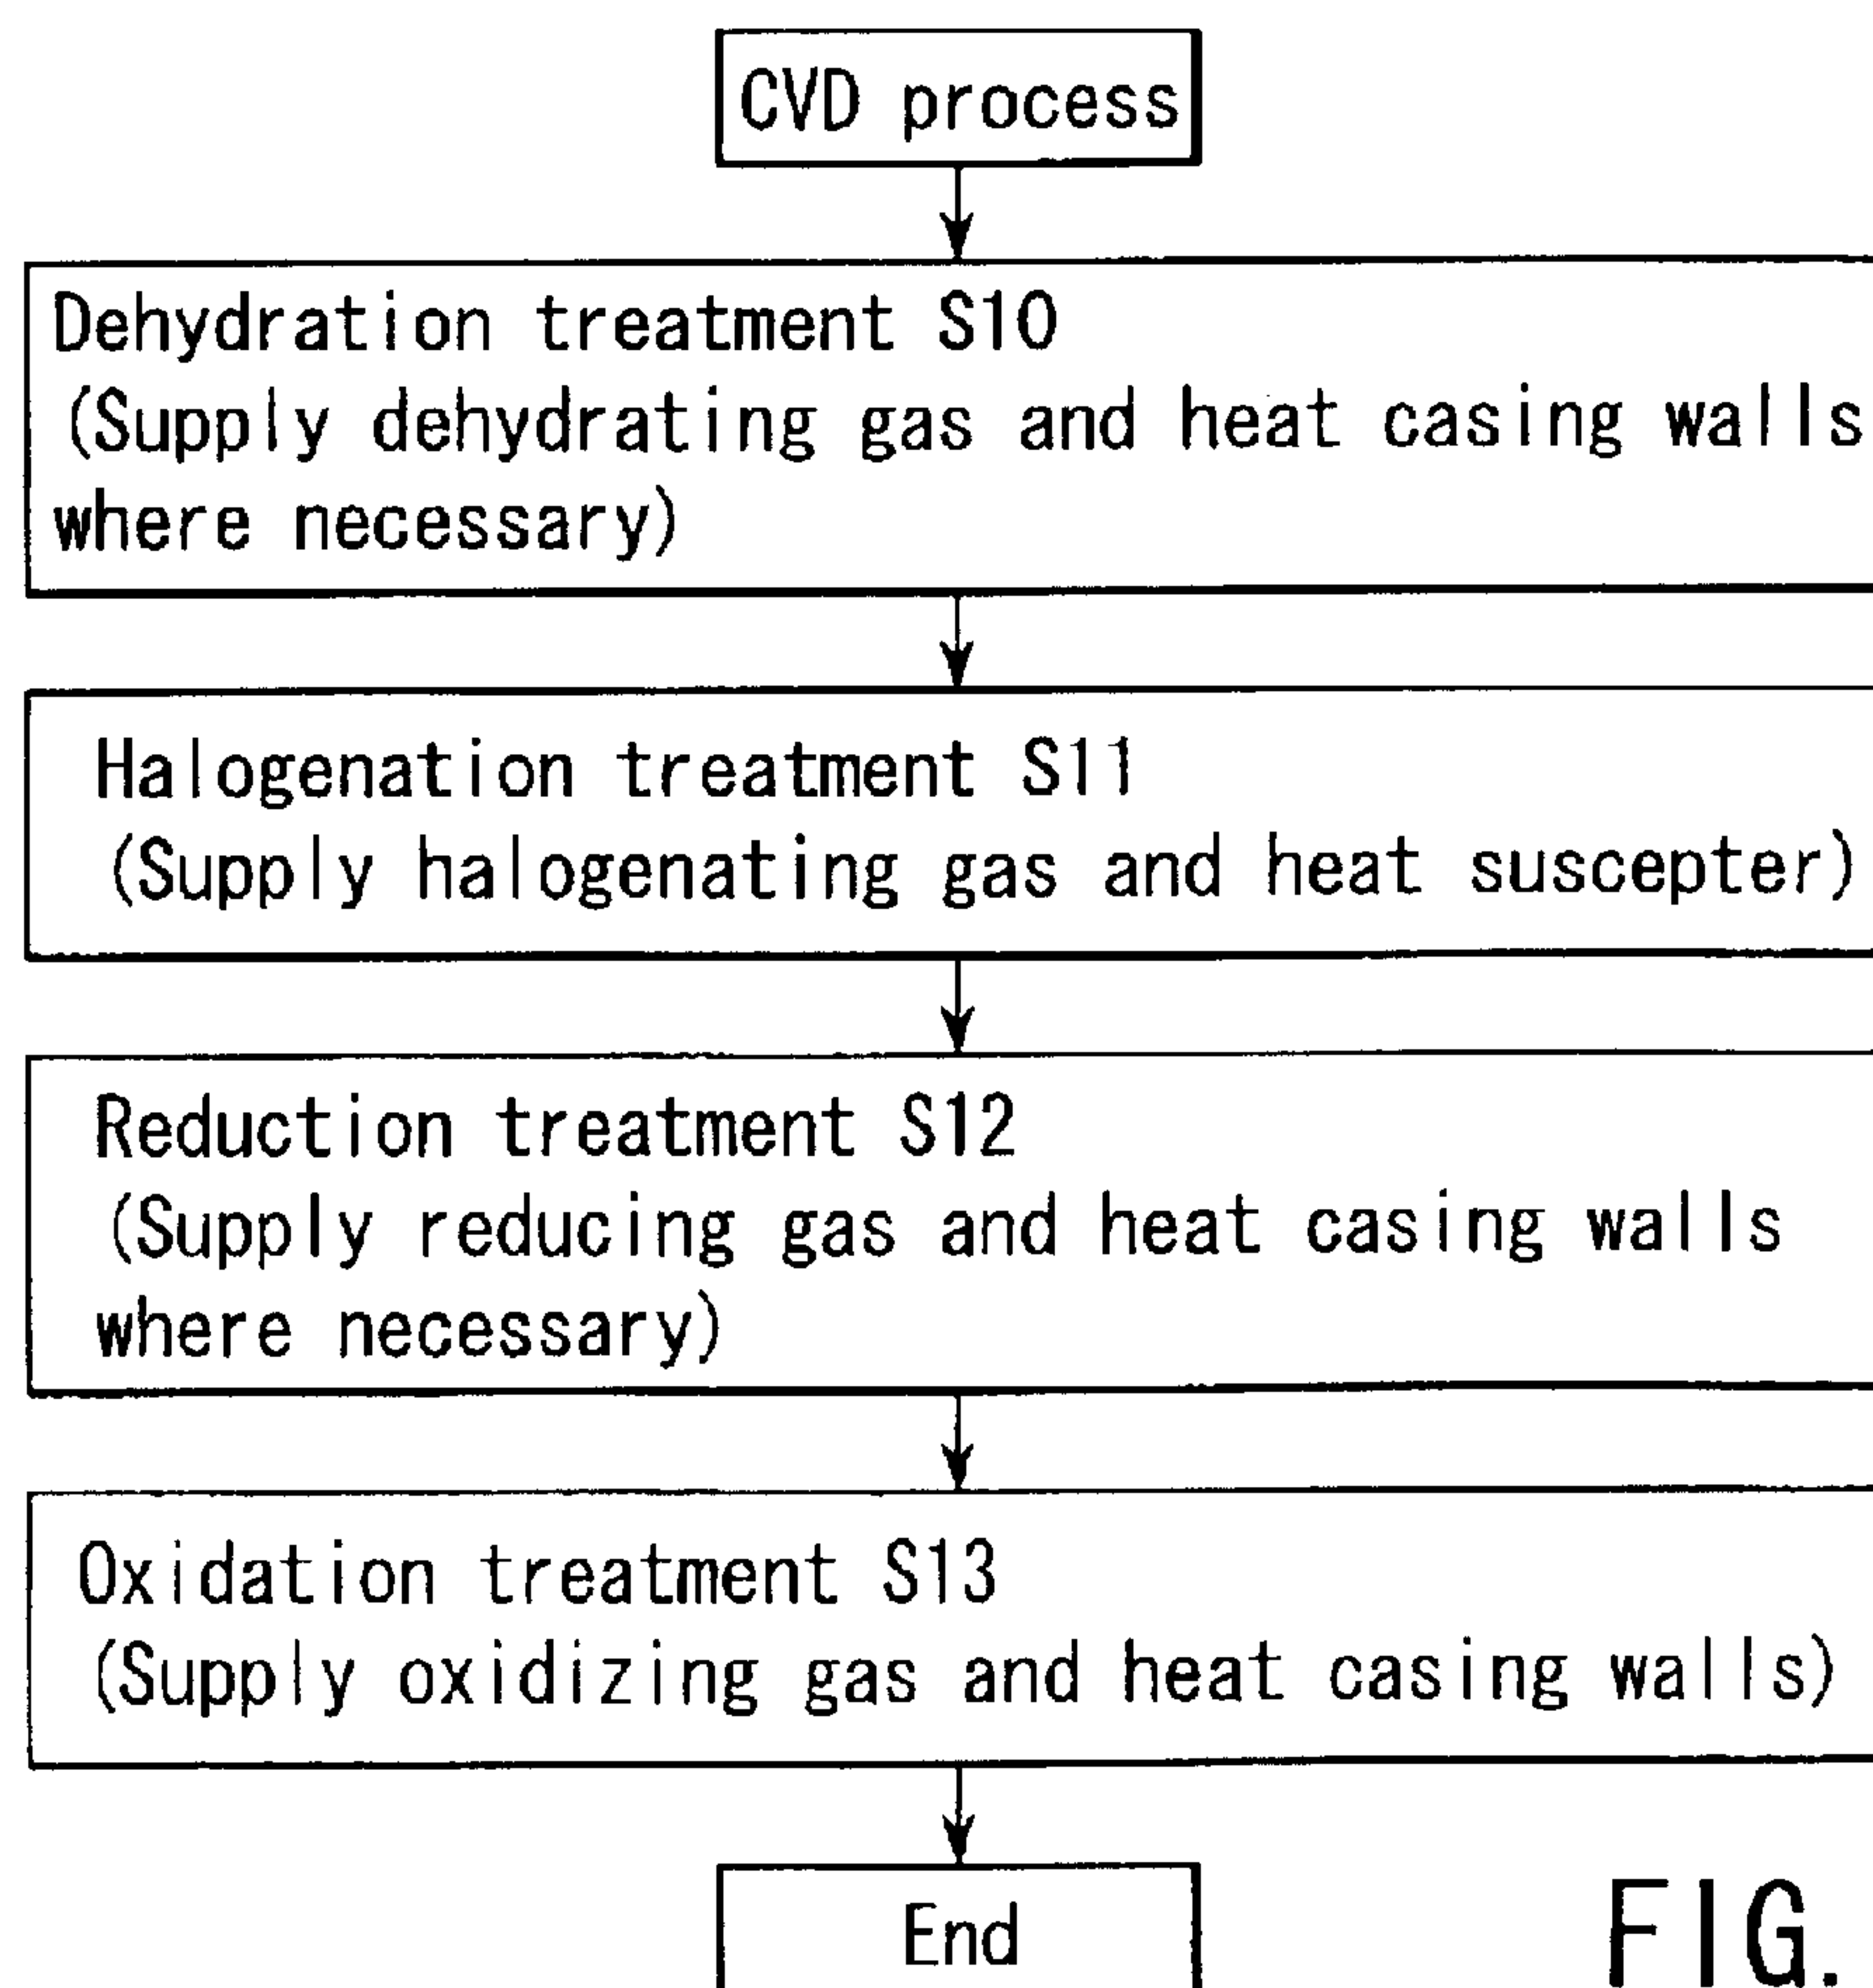 CVD process
Dehydration treatment S10
(Supply dehydrating gas and heat casing walls
where necessary)
Halogenation treatment S11
(Supply halogenating gas and heat suscepter)
Reduction treatment S12
(Supply reducing gas and heat casing walls
where necessary)
Oxidation treatment S13
(Supply oxidizing gas and heat casing walls)
End
FIG.